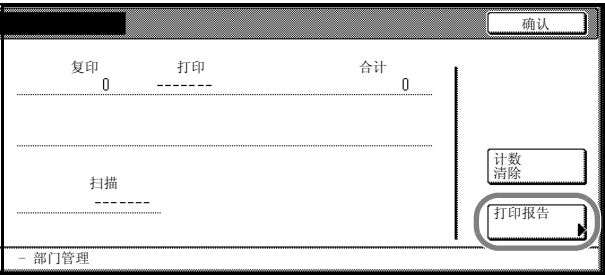 确认
复印 打印 合计
0 ------- 0
扫描
-------
计数
清除
打印报告
- 部门管理